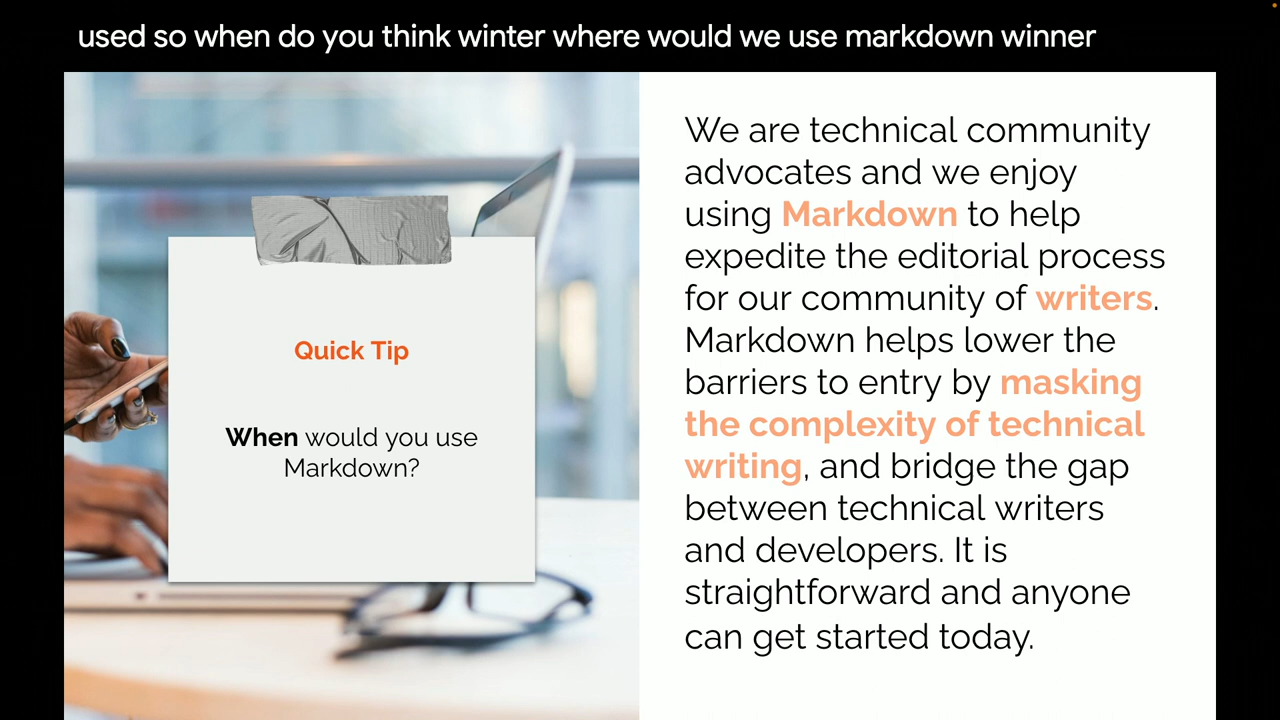 used so when do you think winter where would we use markdown winner
Quick Tip
When would you use
Markdown?
We are technical community
advocates and we enjoy
using Markdown to help
expedite the editorial process
for our community of writers.
Markdown helps lower the
barriers to entry by masking
the complexity of technical
writing, and bridge the gap
between technical writers
and developers. It is
straightforward and anyone
can get started today.